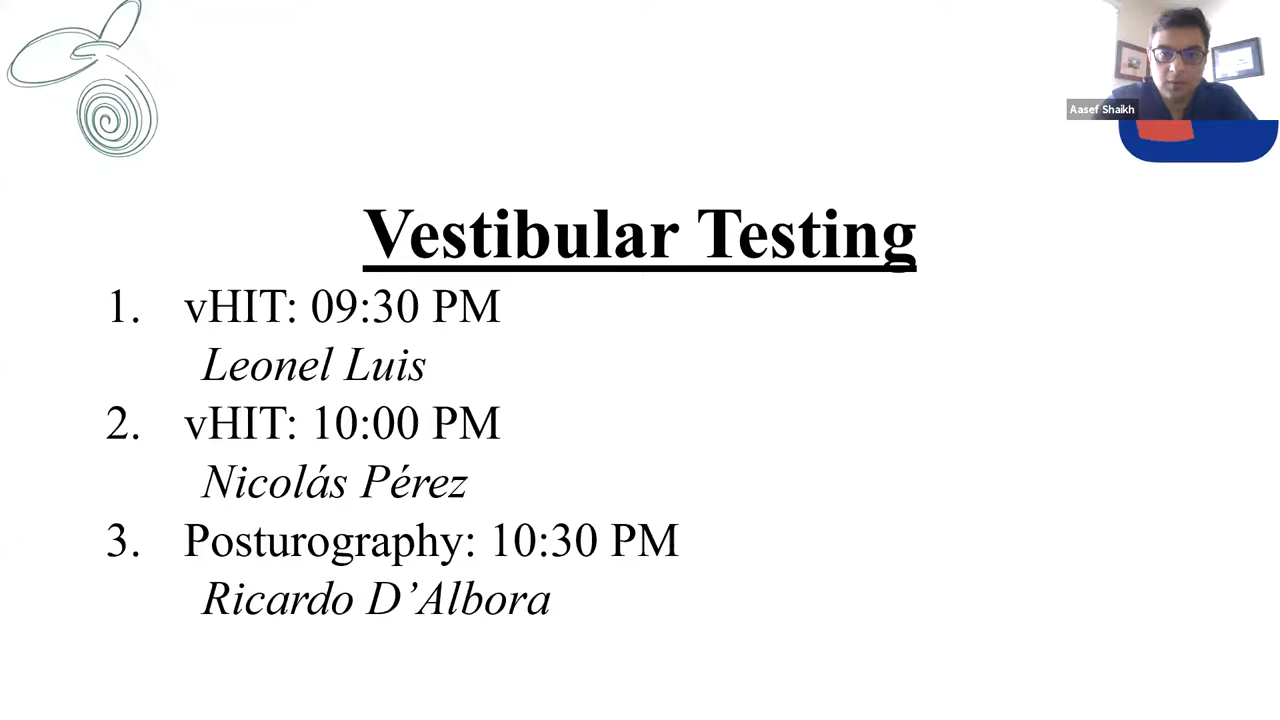 Aasef Shaikh
Vestibular Testing
1. vHIT: 09:30 PM
Leonel Luis
2. vHIT: 10:00 PM
Nicolás Pérez
3. Posturography: 10:30 PM
Ricardo D’Albora